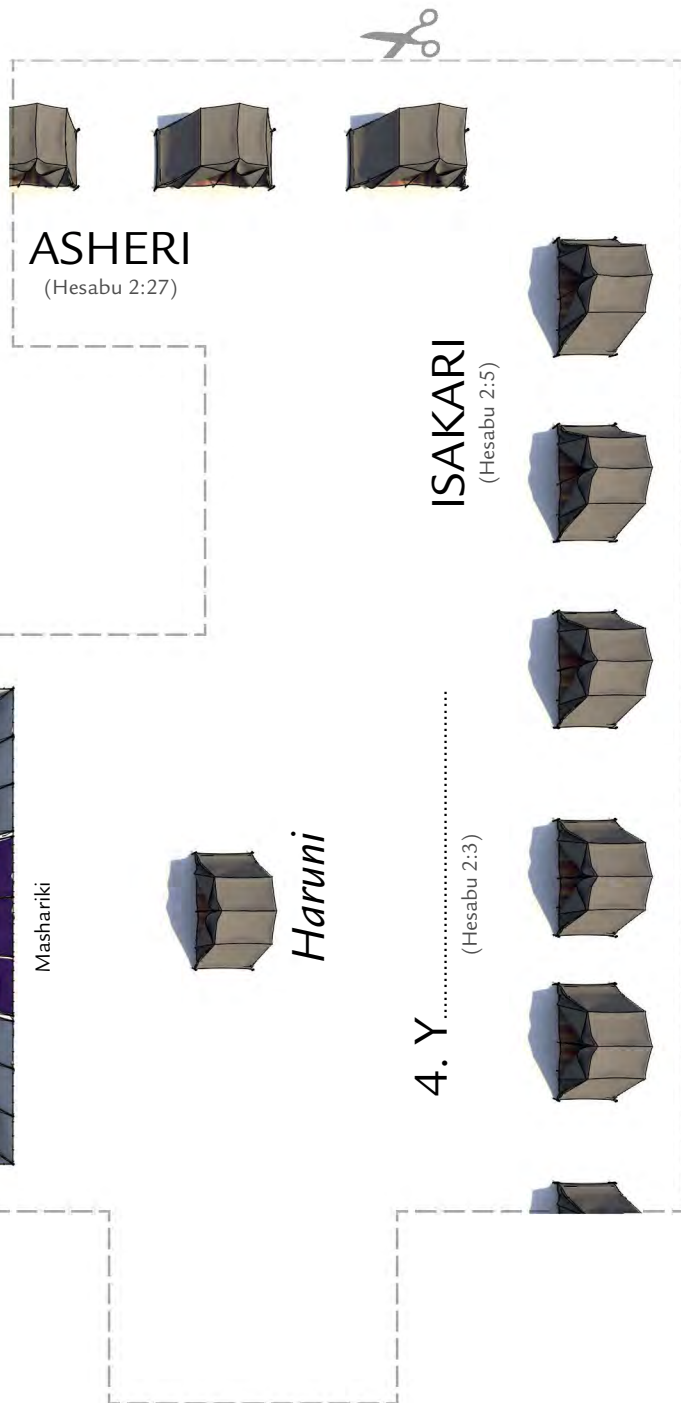 ASHERI
(Hesabu 2:27)
ISAKARI
(Hesabu 2:5)
Mashariki
Haruni
4. Y..........................................................
(Hesabu 2:3)